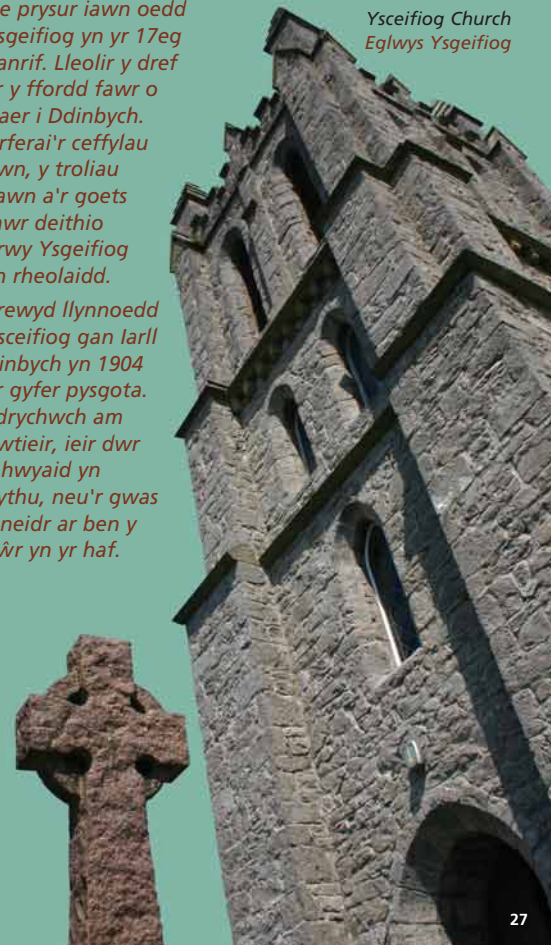 e prysur iawn oedd
sgeifiog yn yr 17eg
anrif. Lleolir y dref
r y ffordd fawr o
aer i Ddinbych.
rferai'r ceffylau
wn, y troliau
awn a'r goets
awr deithio
rwy Ysgeifiog
n rheolaidd.
rewyd llynnoedd
sceifiog gan Iarll
inbych yn 1904
r gyfer pysgota.
drychwch am
wtieir, ieir dwr
hwyaid yn
ythu, neu'r gwas
neidr ar ben y
ŵr yn yr haf.
Ysceifiog Church
Eglwys Ysgeifiog
27